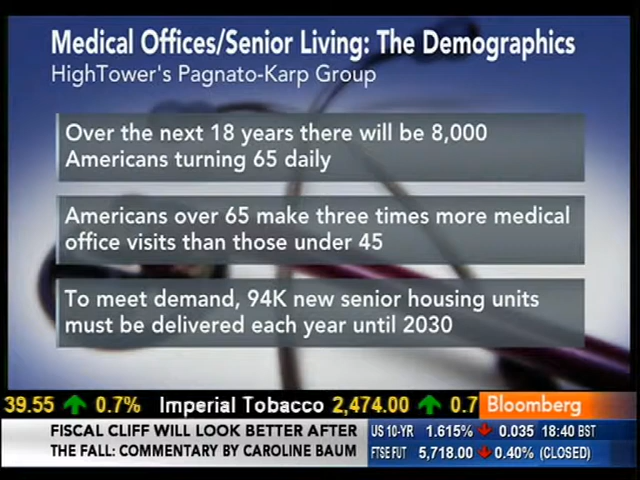 Medical Offices/Senior Living: The Demographics
HighTower's Pagnato-Karp Group
Over the next 18 years there will be 8,000
Americans turning 65 daily
Americans over 65 make three times more medical
office visits than those under 45
To meet demand, 94K new senior housing units
must be delivered each year until 2030
39.55 0.7% Imperial Tobacco 2,474.00 0.7 Bloomberg
FISCAL CLIFF WILL LOOK BETTER AFTER
THE FALL: COMMENTARY BY CAROLINE BAUM
US 10-YR 1.615% 0.035 18:40 BST
FTSE FUT 5,718.00 0.40% (CLOSED)